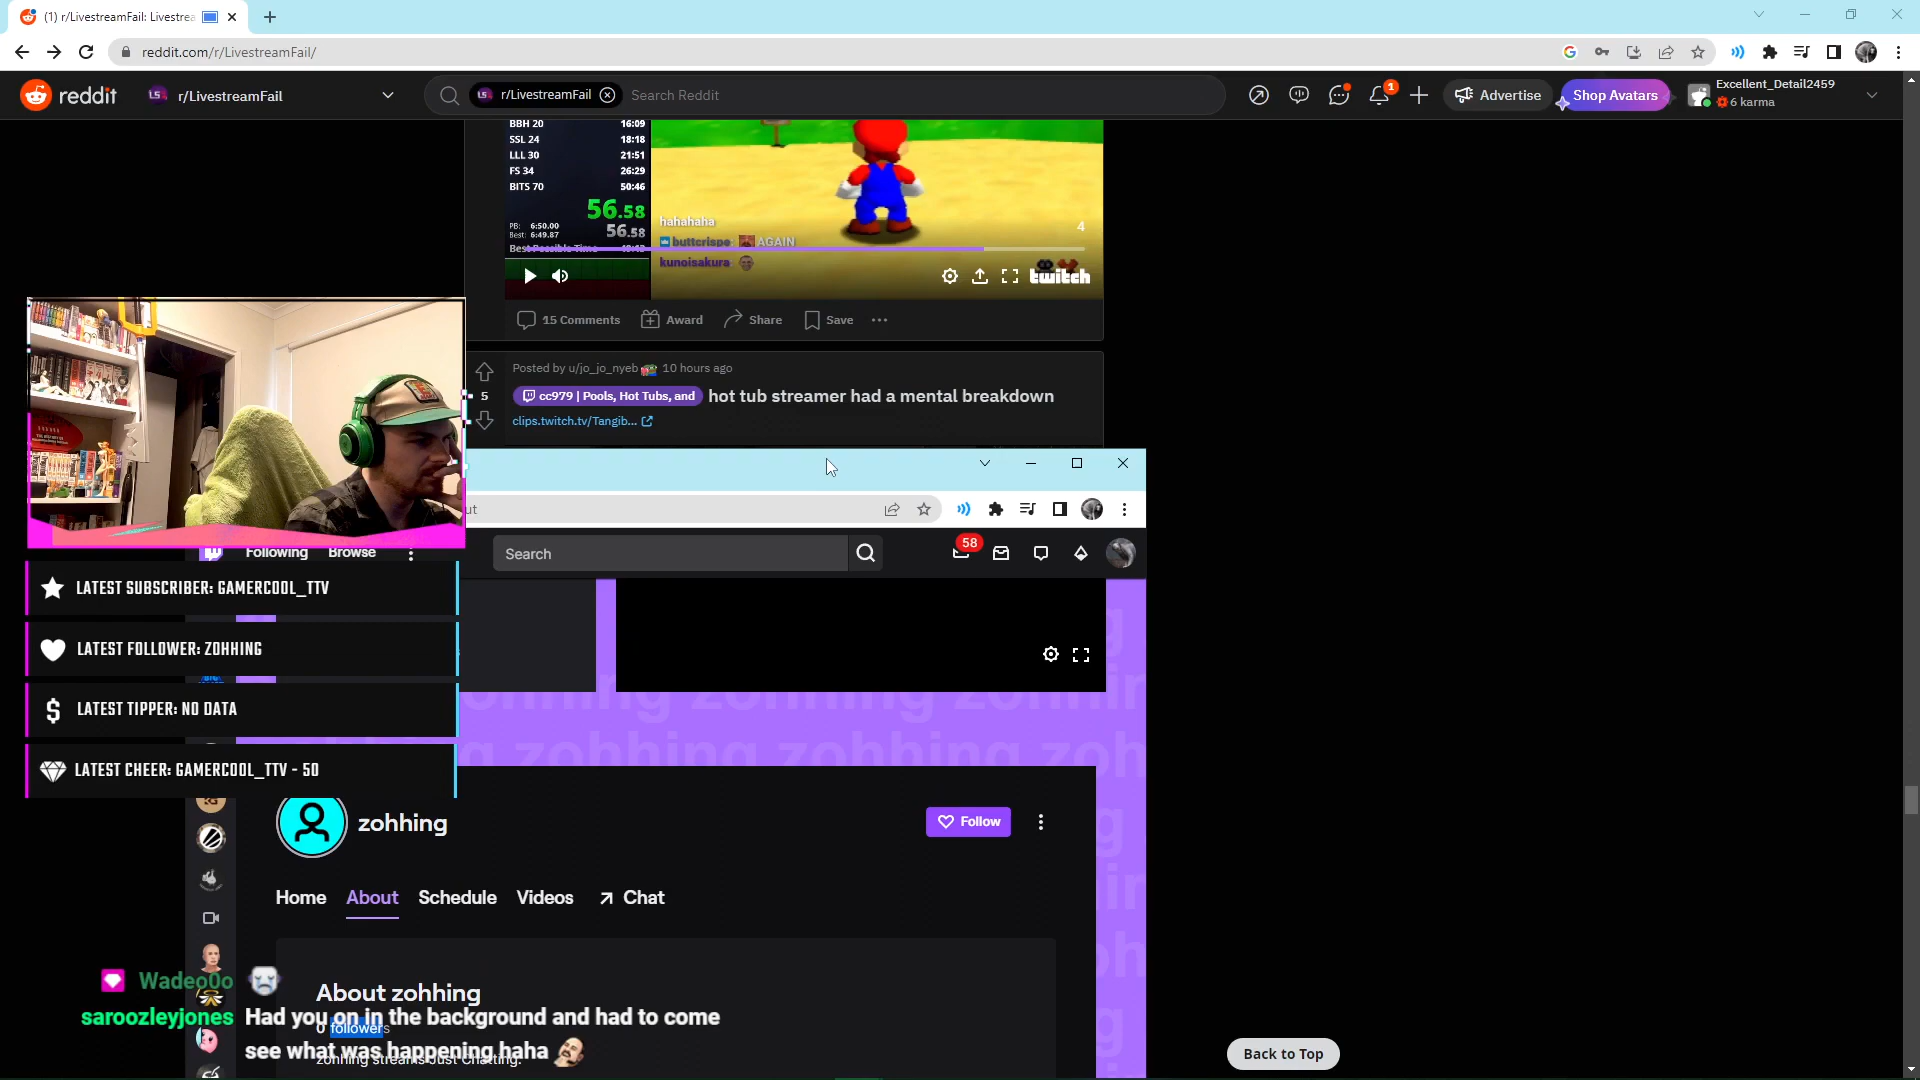 (1) r/LivestreamFail: Livestrea
reddit.com/r/LivestreamFail/
reddit
r/LivestreamFail
r/LivestreamFail
Search Reddit
1
Advertise
Shop Avatars
Excellent_Detail2459
6 karma
BBH 20 16:09
SSL 24 18:18
LLL 30 21:51
FS 34 26:29
BITS 70 50:46
56.58
PB: 6:50.00
Best: 6:49.87
56.58
Best Possible Time
hahahaha
buttcrispe AGAIN
kunoisakura
4
twitch
15 Comments
Award
Share
Save
Posted by u/jo_jo_nyeb 10 hours ago
5
cc979 | Pools, Hot Tubs, and
hot tub streamer had a mental breakdown
clips.twitch.tv/Tangib...
ut
Following
Browse
Search
58
LATEST SUBSCRIBER: GAMERCOOL_TTV
LATEST FOLLOWER: ZOHHING
LATEST TIPPER: NO DATA
LATEST CHEER: GAMERCOOL_TTV - 50
zohhing zohhing zoh
zohhing
Follow
Home
About
Schedule
Videos
Chat
About zohhing
0 followers
zohhing streams Just Chatting.
Wadeo0o
saroozleyjones Had you on in the background and had to come
see what was happening haha
Back to Top